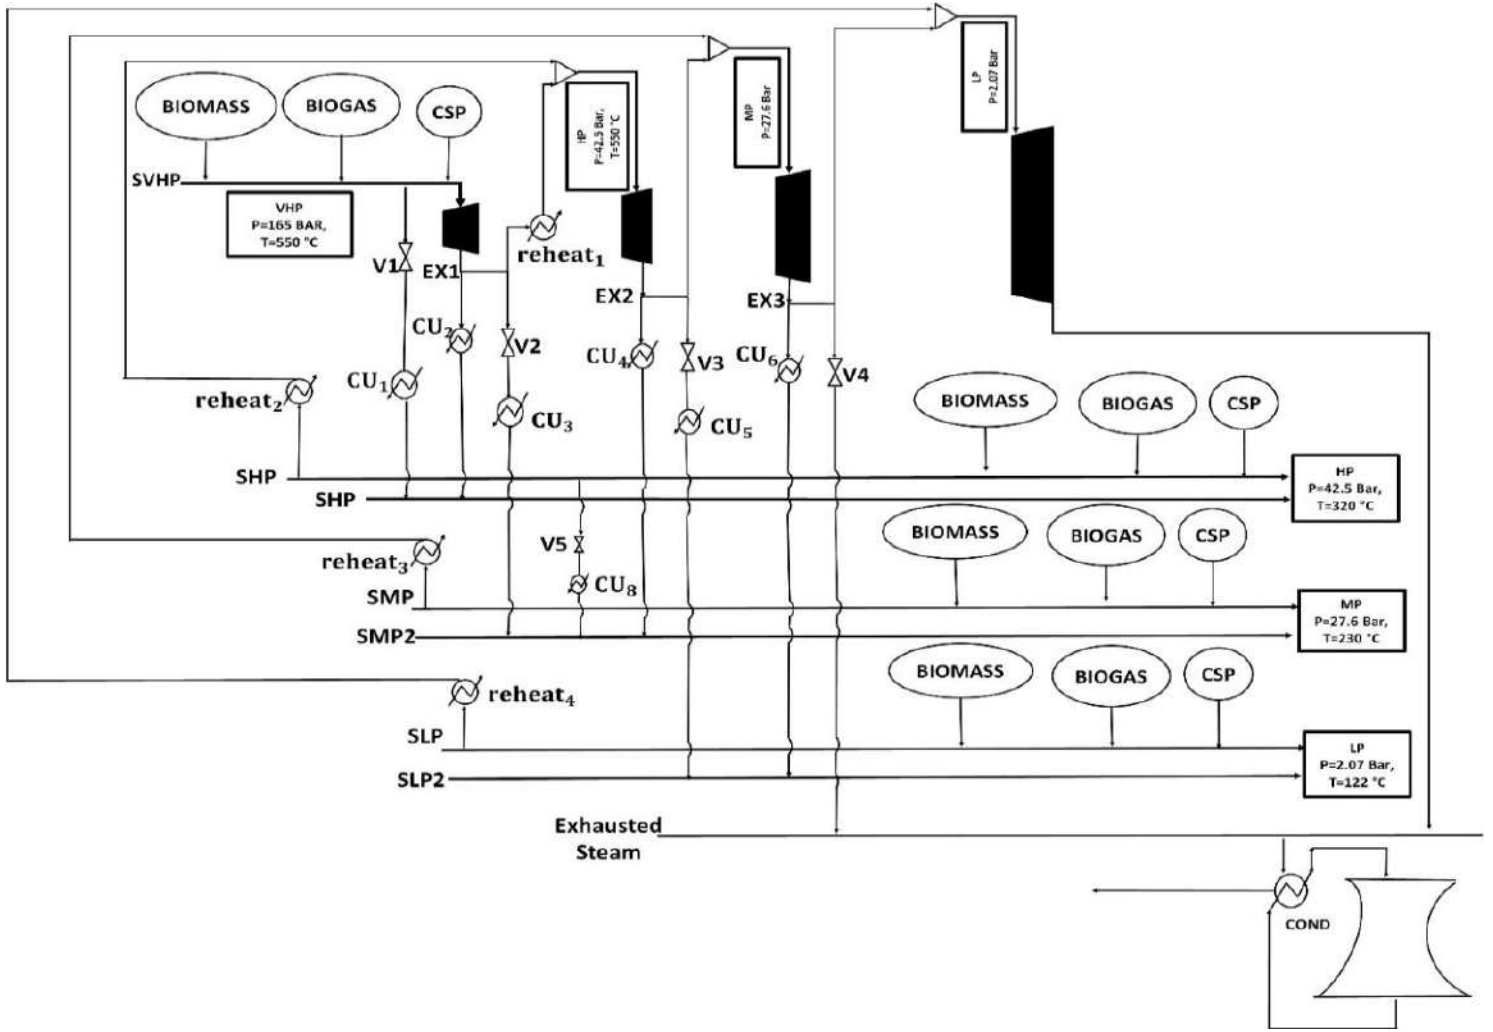 LP
P=2.07 Bar
MP
P=27.6 Bar
HP
P=42.5 Bar,
T=550 °C
BIOMASS
BIOGAS
CSP
SVHP
VHP
P=165 BAR,
T=550 °C
V1
EX1
reheat₁
EX2
EX3
CU₂
V2
CU₄
V3
CU₆
V4
CU₁
reheat₂
CU₃
CU₅
BIOMASS
BIOGAS
CSP
SHP
SHP
HP
P=42.5 Bar,
T=320 °C
BIOMASS
BIOGAS
CSP
V5
reheat₃
CU₈
SMP
SMP2
MP
P=27.6 Bar,
T=230 °C
BIOMASS
BIOGAS
CSP
reheat₄
SLP
SLP2
LP
P=2.07 Bar,
T=122 °C
Exhausted
Steam
COND